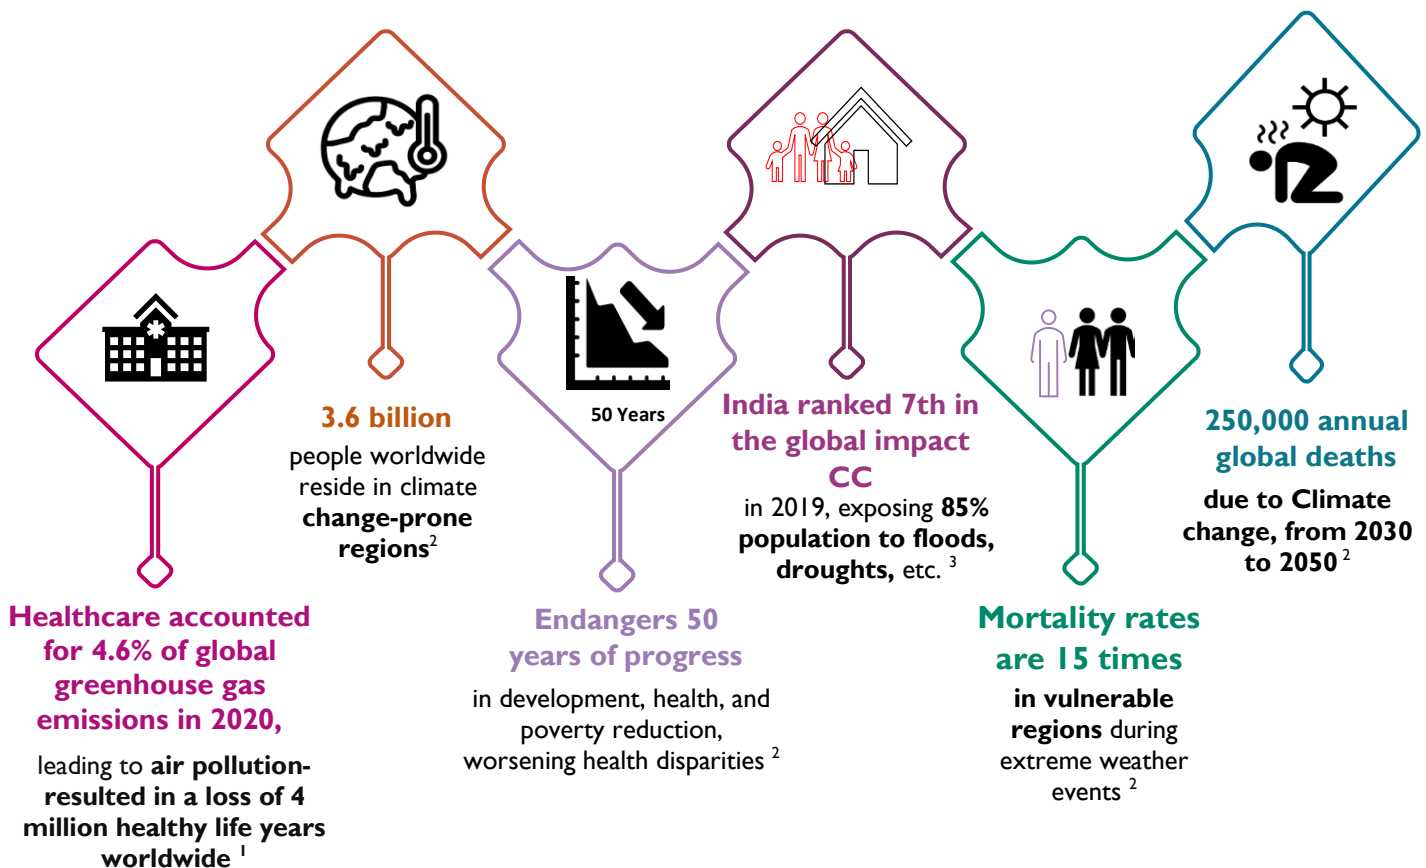 Healthcare accounted
for 4.6% of global
greenhouse gas
emissions in 2020,
leading to air pollution-
resulted in a loss of 4
million healthy life years
worldwide 1
3.6 billion
people worldwide
reside in climate
change-prone
regions2
50 Years
Endangers 50
years of progress
in development, health, and
poverty reduction,
worsening health disparities 2
India ranked 7th in
the global impact
CC
in 2019, exposing 85%
population to floods,
droughts, etc. 3
Mortality rates
are 15 times
in vulnerable
regions during
extreme weather
events 2
250,000 annual
global deaths
due to Climate
change, from 2030
to 2050 2